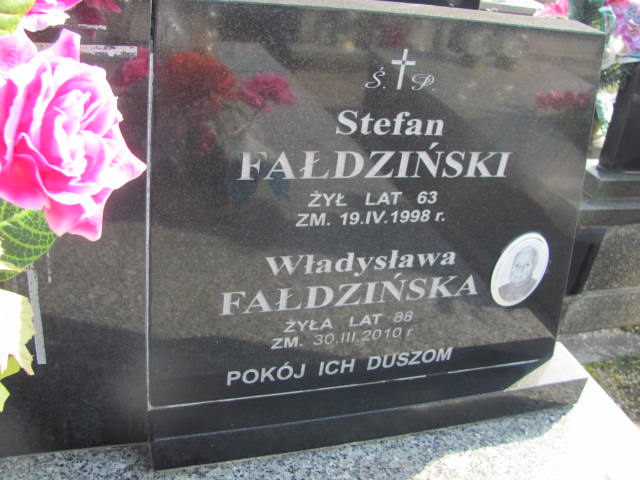 Ś. P.
Stefan
FAŁDZIŃSKI
ŻYŁ LAT 63
ZM. 19.IV.1998 r.
Władysława
FAŁDZIŃSKA
ŻYŁA LAT 88
ZM. 30.III.2010 r
POKÓJ ICH DUSZOM